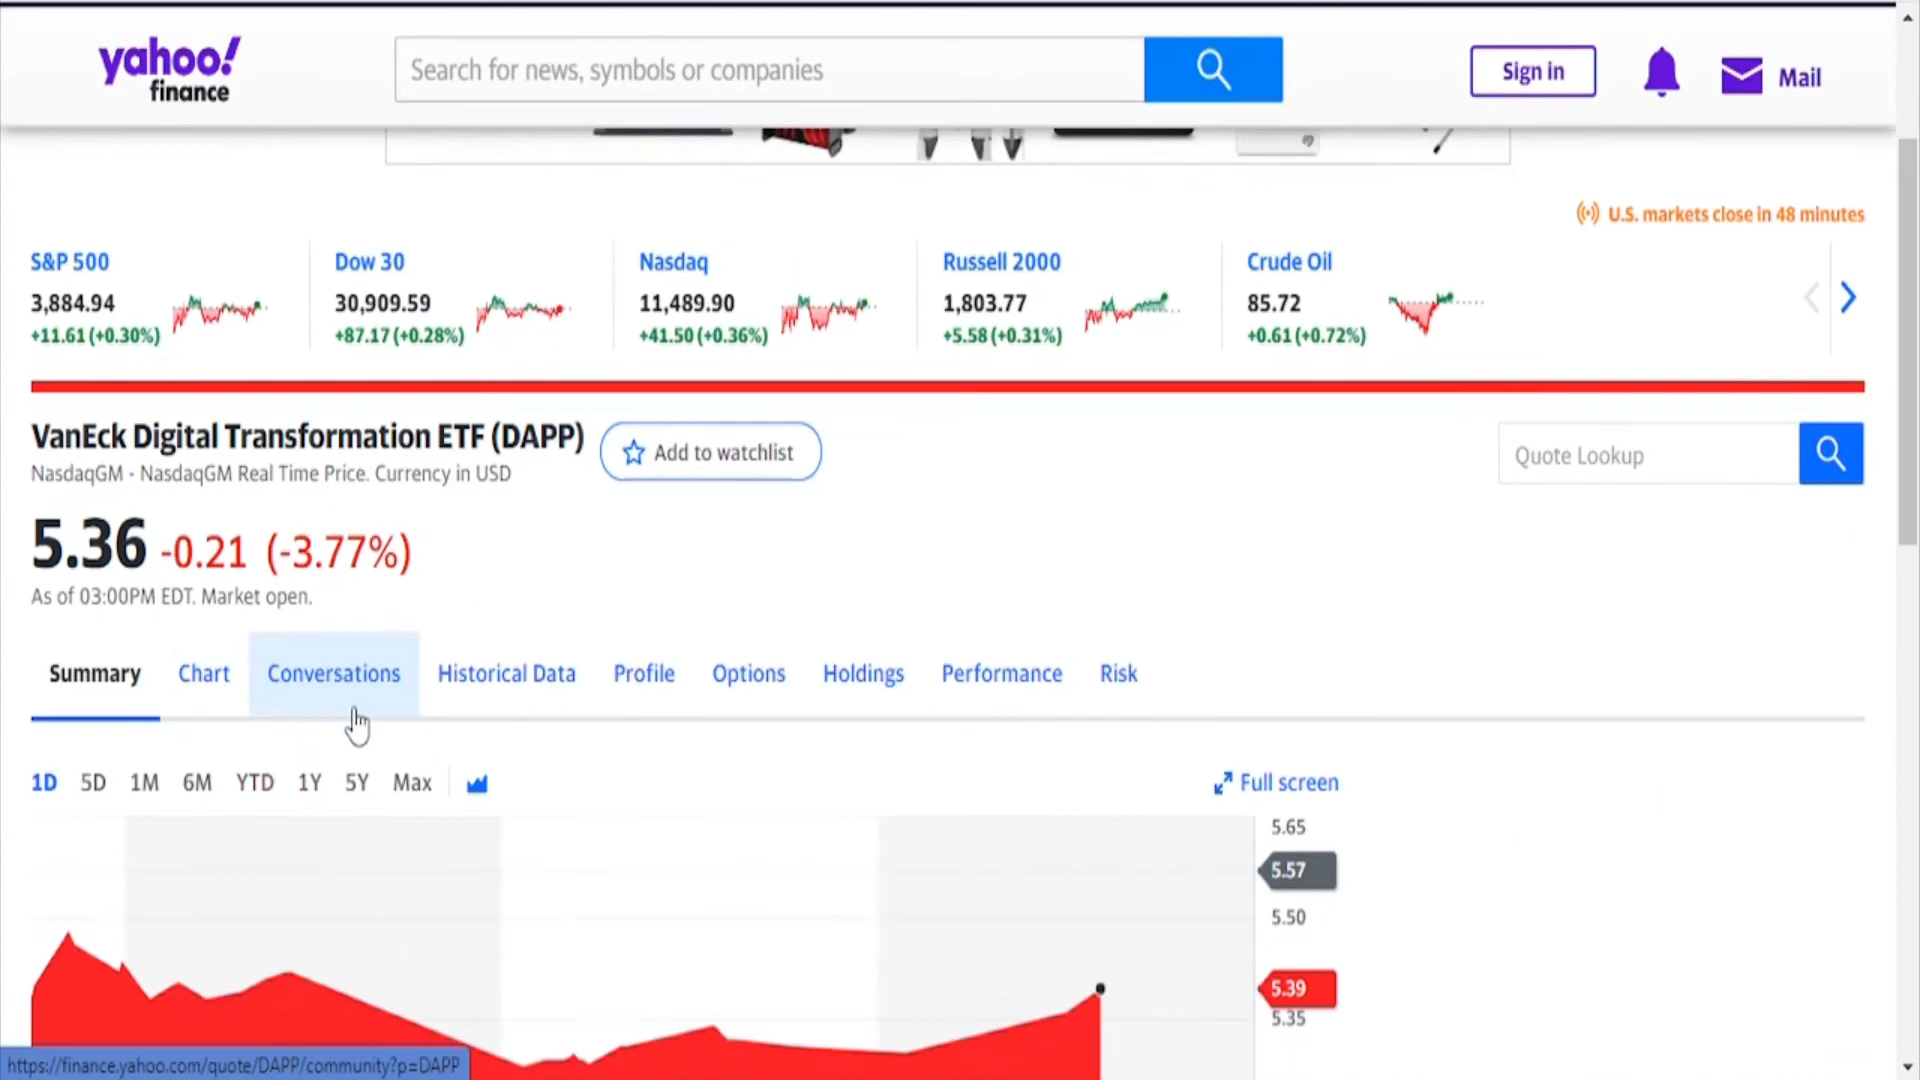 yahoo!
finance
Search for news, symbols or companies
Sign in
Mail
U.S. markets close in 48 minutes
S&P 500
3,884.94
+11.61 (+0.30%)
Dow 30
30,909.59
+87.17 (+0.28%)
Nasdaq
11,489.90
+41.50 (+0.36%)
Russell 2000
1,803.77
+5.58 (+0.31%)
Crude Oil
85.72
+0.61 (+0.72%)
VanEck Digital Transformation ETF (DAPP)
Add to watchlist
NasdaqGM - NasdaqGM Real Time Price. Currency in USD
Quote Lookup
5.36 -0.21 (-3.77%)
As of 03:00PM EDT. Market open.
Summary Chart Conversations Historical Data Profile Options Holdings Performance Risk
1D 5D 1M 6M YTD 1Y 5Y Max
Full screen
5.65
5.57
5.50
5.39
5.35
https://finance.yahoo.com/quote/DAPP/community?p=DAPP